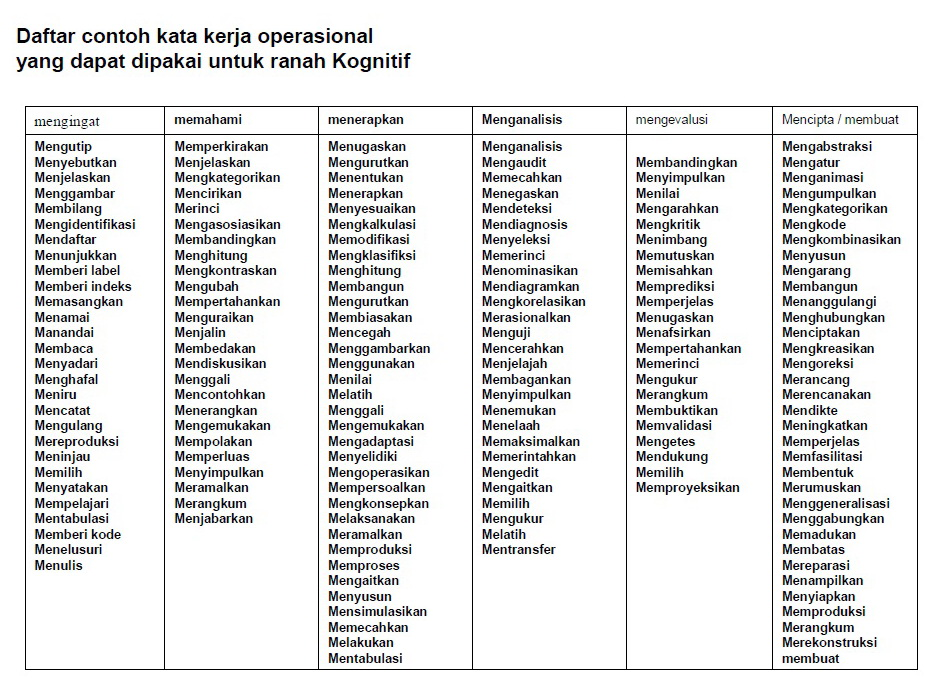 Daftar contoh kata kerja operasional
yang dapat dipakai untuk ranah Kognitif
mengingat
Mengutip
Menyebutkan
Menjelaskan
Menggambar
Membilang
Mengidentifikasi
Mendaftar
Menunjukkan
Memberi label
Memberi indeks
Memasangkan
Menamai
Manandai
Membaca
Menyadari
Menghafal
Meniru
Mencatat
Mengulang
Mereproduksi
Meninjau
Memilih
Menyatakan
Mempelajari
Mentabulasi
Memberi kode
Menelusuri
Menulis
memahami
Memperkirakan
Menjelaskan
Mengkategorikan
Mencirikan
Merinci
Mengasosiasikan
Membandingkan
Menghitung
Mengkontraskan
Mengubah
Mempertahankan
Menguraikan
Menjalin
Membedakan
Mendiskusikan
Menggali
Mencontohkan
Menerangkan
Mengemukakan
Mempolakan
Memperluas
Menyimpulkan
Meramalkan
Merangkum
Menjabarkan
menerapkan
Menugaskan
Mengurutkan
Menentukan
Menerapkan
Menyesuaikan
Mengkalkulasi
Memodifikasi
Mengklasifiksi
Menghitung
Membangun
Mengurutkan
Membiasakan
Mencegah
Menggambarkan
Menggunakan
Menilai
Melatih
Menggali
Mengemukakan
Mengadaptasi
Menyelidiki
Mengoperasikan
Mempersoalkan
Mengkonsepkan
Melaksanakan
Meramalkan
Memproduksi
Memproses
Mengaitkan
Menyusun
Mensimulasikan
Memecahkan
Melakukan
Mentabulasi
Menganalisis
Menganalisis
Mengaudit
Memecahkan
Menegaskan
Mendeteksi
Mendiagnosis
Menyeleksi
Memerinci
Menominasikan
Mendiagramkan
Mengkorelasikan
Merasionalkan
Menguji
Mencerahkan
Menjelajah
Membagankan
Menyimpulkan
Menemukan
Menelaah
Memaksimalkan
Memerintahkan
Mengedit
Mengaitkan
Memilih
Mengukur
Melatih
Mentransfer
mengevalusi
Membandingkan
Menyimpulkan
Menilai
Mengarahkan
Mengkritik
Menimbang
Memutuskan
Memisahkan
Memprediksi
Memperjelas
Menugaskan
Menafsirkan
Mempertahankan
Memerinci
Mengukur
Merangkum
Membuktikan
Memvalidasi
Mengetes
Mendukung
Memilih
Memproyeksikan
Mencipta / membuat
Mengabstraksi
Mengatur
Menganimasi
Mengumpulkan
Mengkategorikan
Mengkode
Mengkombinasikan
Menyusun
Mengarang
Membangun
Menanggulangi
Menghubungkan
Menciptakan
Mengkreasikan
Mengoreksi
Merancang
Merencanakan
Mendikte
Meningkatkan
Memperjelas
Memfasilitasi
Membentuk
Merumuskan
Menggeneralisasi
Menggabungkan
Memadukan
Membatas
Mereparasi
Menampilkan
Menyiapkan
Memproduksi
Merangkum
Merekonstruksi
membuat